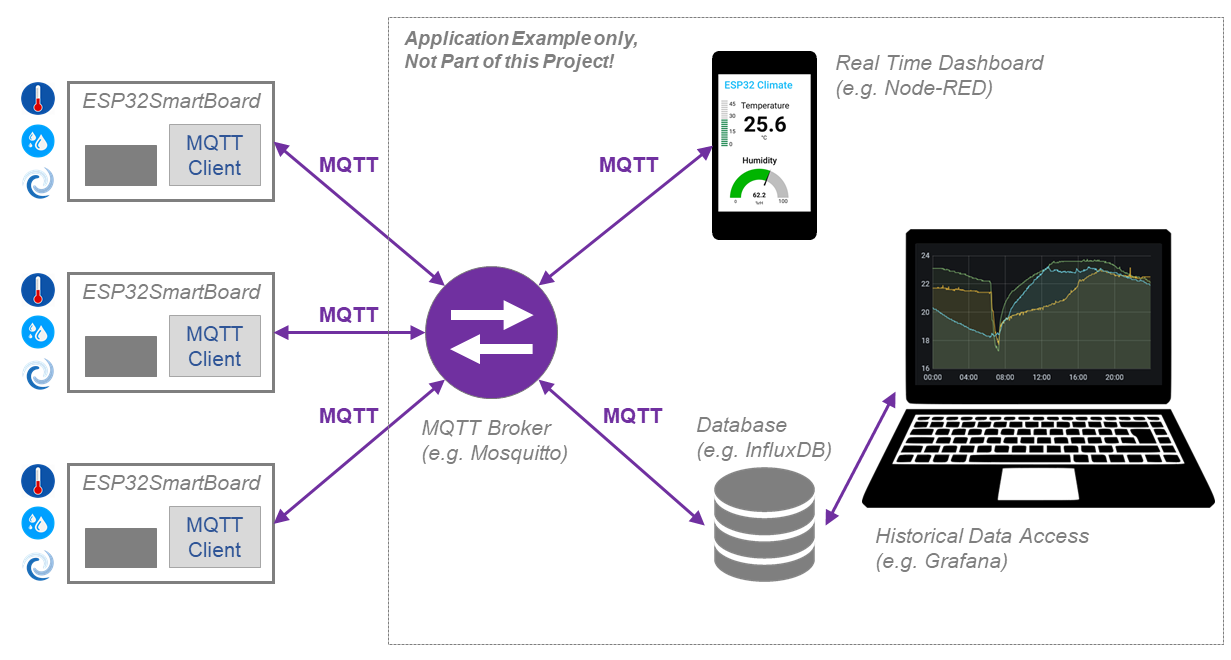 Application Example only,
Not Part of this Project!
ESP32SmartBoard
MQTT
Client
MQTT
ESP32SmartBoard
MQTT
Client
MQTT
ESP32SmartBoard
MQTT
Client
MQTT
MQTT Broker
(e.g. Mosquitto)
MQTT
Real Time Dashboard
(e.g. Node-RED)
ESP32 Climate
Temperature
45
30
15
0
25.6
°C
Humidity
62.2
0
%rH
100
MQTT
Database
(e.g. InfluxDB)
24
22
20
18
16
00:00 04:00 08:00 12:00 16:00 20:00
Historical Data Access
(e.g. Grafana)